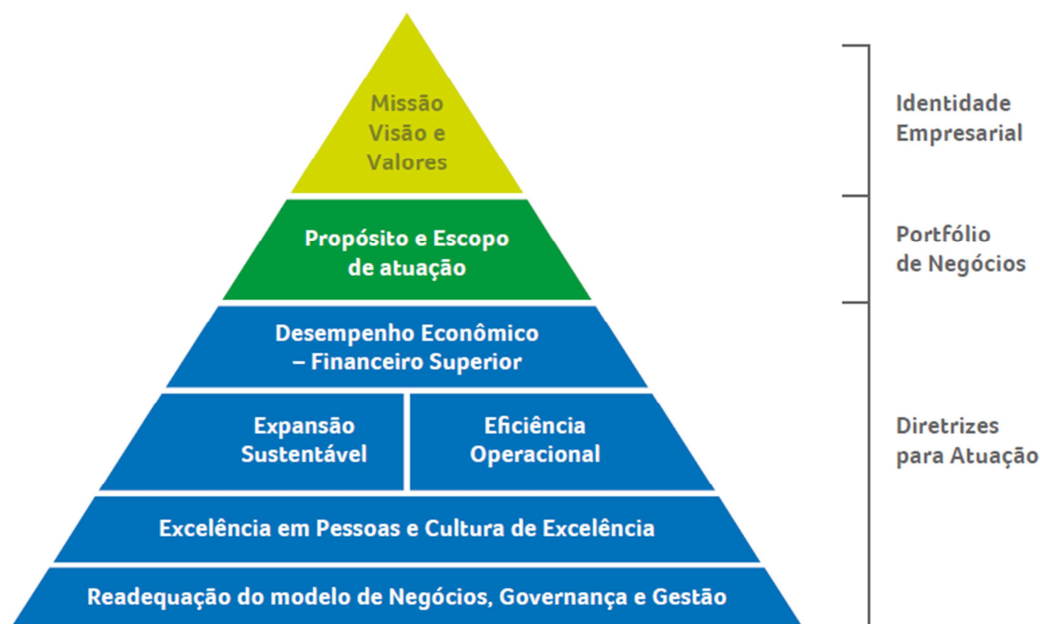 Missão
Visão e
Valores
Identidade
Empresarial
Propósito e Escopo
de atuação
Portfólio
de Negócios
Desempenho Econômico
– Financeiro Superior
Expansão
Sustentável
Eficiência
Operacional
Diretrizes
para Atuação
Excelência em Pessoas e Cultura de Excelência
Readequação do modelo de Negócios, Governança e Gestão